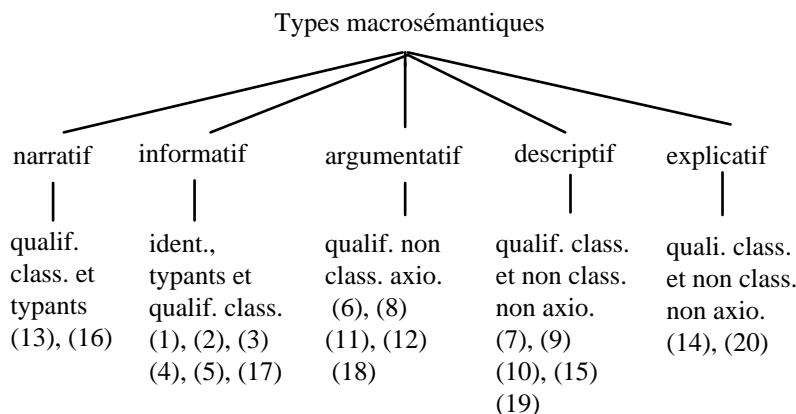 Types macrosémantiques
narratif informatif argumentatif descriptif explicatif
qualif.
class. et
typants
(13), (16)
ident.,
typants et
qualif. class.
(1), (2), (3)
(4), (5), (17)
qualif. non
class. axio.
(6), (8)
(11), (12)
(18)
qualif. class.
et non class.
non axio.
(7), (9)
(10), (15)
(19)
quali. class.
et non class.
non axio.
(14), (20)